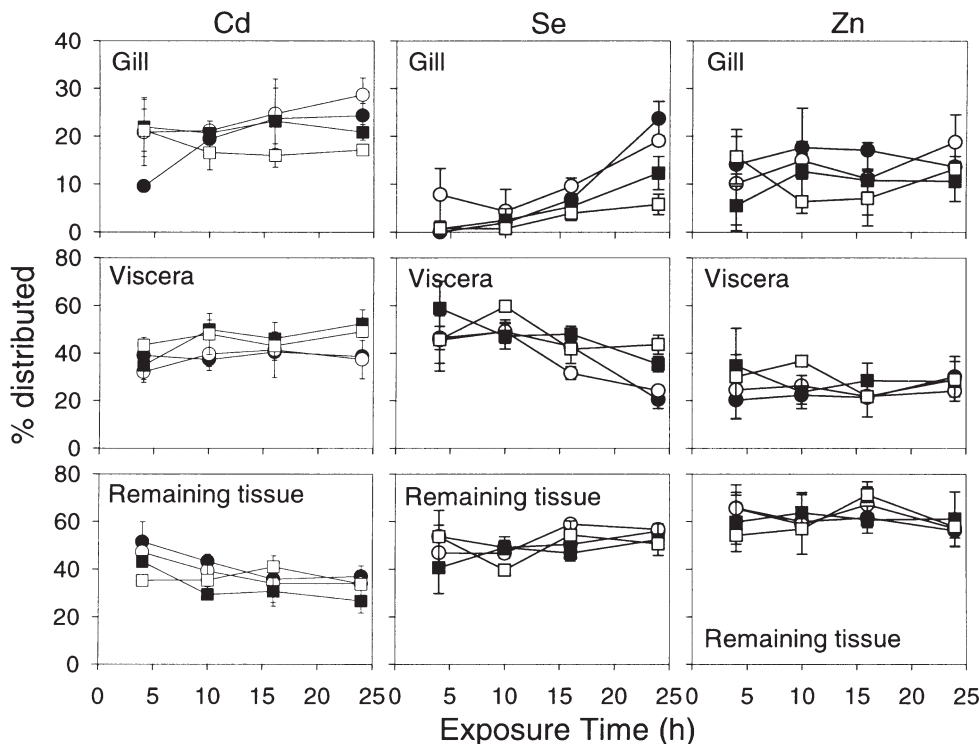 Cd Se Zn
40 Gill Gill Gill
30
20
10
0
80 Viscera Viscera Viscera
60
40
20
0
% distributed
80 Remaining tissue Remaining tissue
60
40
20 Remaining tissue
0
0 5 10 15 20 25 0 5 10 15 20 25 0 5 10 15 20 25
Exposure Time (h)